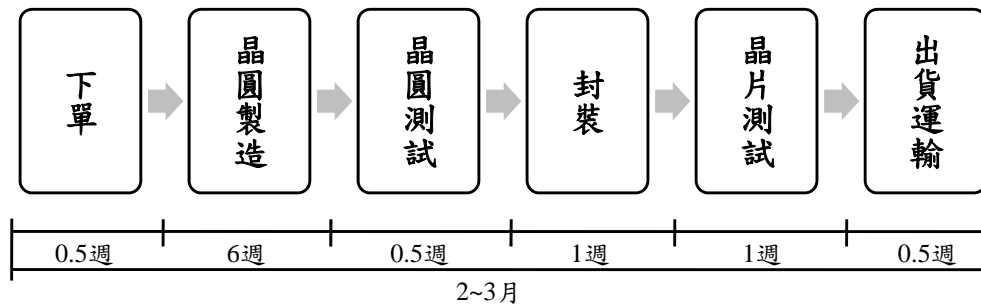 下單
晶圓製造
晶圓測試
封裝
晶片測試
出貨運輸
0.5週
6週
0.5週
1週
1週
0.5週
2~3月